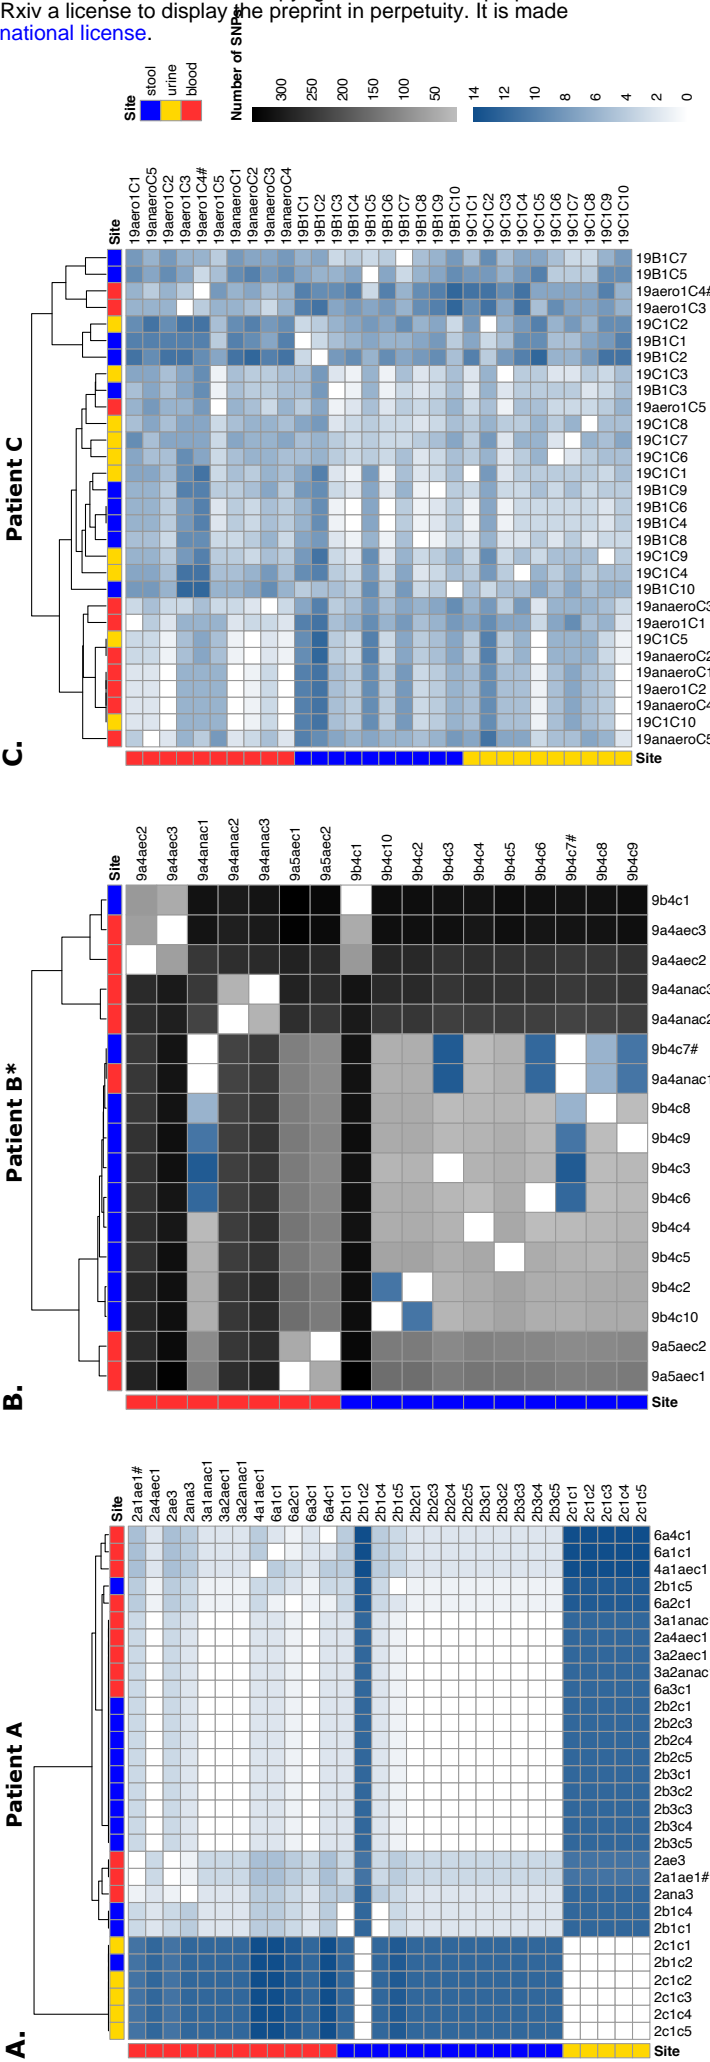 Rxiv a license to display the preprint in perpetuity. It is made
national license.
A.
Patient A
Site
2a1ae1#
2a4aec1
2ae3
2ana3
3a1anac1
3a2aec1
3a2anac1
4a1aec1
6a1c1
6a2c1
6a3c1
6a4c1
2b1c1
2b1c2
2b1c4
2b1c5
2b2c1
2b2c3
2b2c4
2b2c5
2b3c1
2b3c2
2b3c3
2b3c4
2b3c5
2c1c1
2c1c2
2c1c3
2c1c4
2c1c5
6a4c1
6a1c1
4a1aec1
2b1c5
6a2c1
3a1anac
2a4aec1
3a2aec1
3a2anac
6a3c1
2b2c1
2b2c3
2b2c4
2b2c5
2b3c1
2b3c2
2b3c3
2b3c4
2b3c5
2ae3
2a1ae1#
2ana3
2b1c4
2b1c1
2c1c1
2b1c2
2c1c2
2c1c3
2c1c4
2c1c5
Site
B.
Patient B*
Site
9a4aec2
9a4aec3
9a4anac1
9a4anac2
9a4anac3
9a5aec1
9a5aec2
9b4c1
9b4c10
9b4c2
9b4c3
9b4c4
9b4c5
9b4c6
9b4c7#
9b4c8
9b4c9
9b4c1
9a4aec3
9a4aec2
9a4anac3
9a4anac2
9b4c7#
9a4anac1
9b4c8
9b4c9
9b4c3
9b4c6
9b4c4
9b4c5
9b4c2
9b4c10
9a5aec2
9a5aec1
Site
C.
Patient C
Site
19aero1C1
19anaeroC5
19aero1C2
19aero1C3
19aero1C4#
19aero1C5
19anaeroC1
19anaeroC2
19anaeroC3
19anaeroC4
19B1C1
19B1C2
19B1C3
19B1C4
19B1C5
19B1C6
19B1C7
19B1C8
19B1C9
19B1C10
19C1C1
19C1C2
19C1C3
19C1C4
19C1C5
19C1C6
19C1C7
19C1C8
19C1C9
19C1C10
19B1C7
19B1C5
19aero1C4#
19aero1C3
19C1C2
19B1C1
19B1C2
19C1C3
19B1C3
19aero1C5
19C1C8
19C1C7
19C1C6
19C1C1
19B1C9
19B1C6
19B1C4
19B1C8
19C1C9
19C1C4
19B1C10
19anaeroC3
19aero1C1
19C1C5
19anaeroC2
19anaeroC1
19aero1C2
19anaeroC4
19C1C10
19anaeroC5
Site
Site
stool
urine
blood
Number of SNPs
300
250
200
150
100
50
14
12
10
8
6
4
2
0